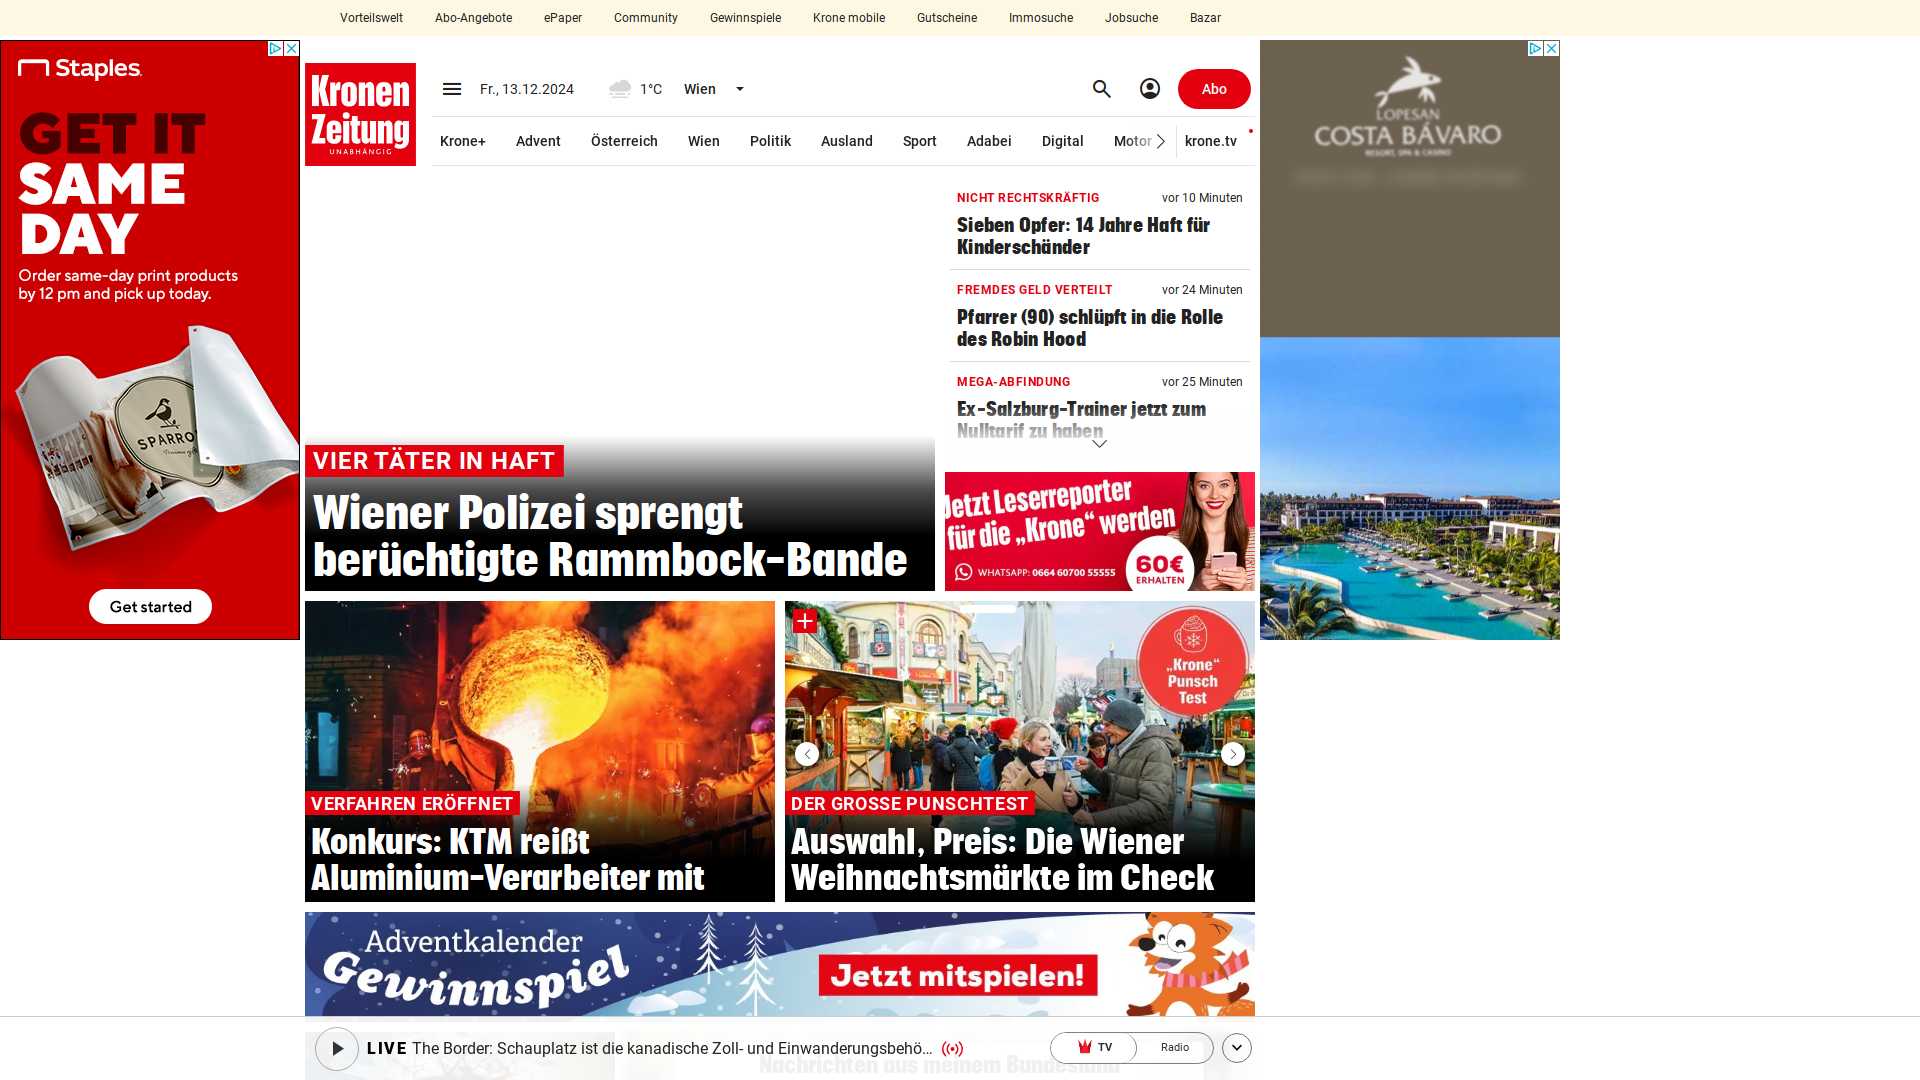 Vorteilswelt Abo-Angebote ePaper Community Gewinnspiele Krone mobile Gutscheine Immosuche Jobsuche Bazar
Staples
GET IT
SAME
DAY
Order same-day print products
by 12 pm and pick up today.
SPARRO
Get started
Kronen
Zeitung
UNABHÄNGIG
Fr., 13.12.2024 1°C Wien Abo
Krone+ Advent Österreich Wien Politik Ausland Sport Adabei Digital Motor krone.tv
NICHT RECHTSKRÄFTIG vor 10 Minuten
Sieben Opfer: 14 Jahre Haft für
Kinderschänder
FREMDES GELD VERTEILT vor 24 Minuten
Pfarrer (90) schlüpft in die Rolle
des Robin Hood
MEGA-ABFINDUNG vor 25 Minuten
Ex-Salzburg-Trainer jetzt zum
Nulltarif zu haben
VIER TÄTER IN HAFT
Wiener Polizei sprengt
berüchtigte Rammbock-Bande
Jetzt Leserreporter
für die „Krone“ werden
WHATSAPP: 0664 60700 55555
60€
ERHALTEN
LOPESAN
COSTA BÁVARO
RESORT, SPA & CASINO
VERFAHREN ERÖFFNET
Konkurs: KTM reißt
Aluminium-Verarbeiter mit
„Krone“
Punsch
Test
DER GROSSE PUNSCHTEST
Auswahl, Preis: Die Wiener
Weihnachtsmärkte im Check
Adventkalender
Gewinnspiel
Jetzt mitspielen!
LIVE The Border: Schauplatz ist die kanadische Zoll- und Einwanderungsbehö... TV Radio
Nachrichten aus meinem Bundesland